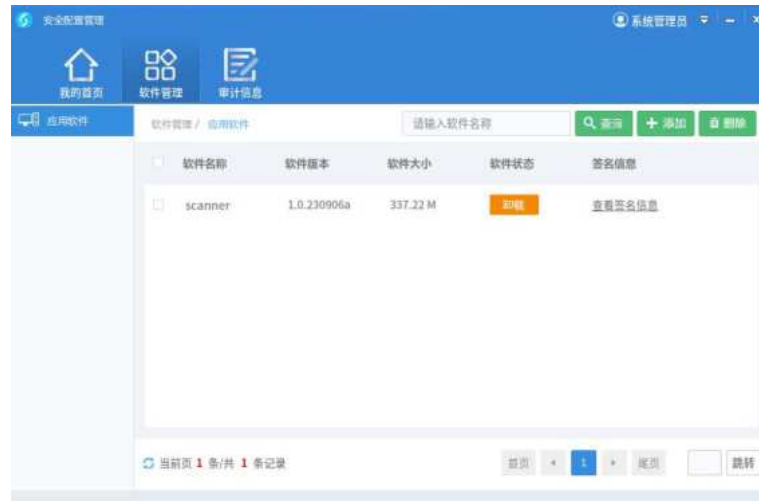 安全配置管理
系统管理员
我的首页 软件管理 审计信息
应用软件
软件管理 / 应用软件 请输入软件名称 查询 添加 删除
软件名称 软件版本 软件大小 软件状态 签名信息
scanner 1.0.230906a 337.22 M 卸载 查看签名信息
当前页 1 条/共 1 条记录 首页 1 尾页 跳转